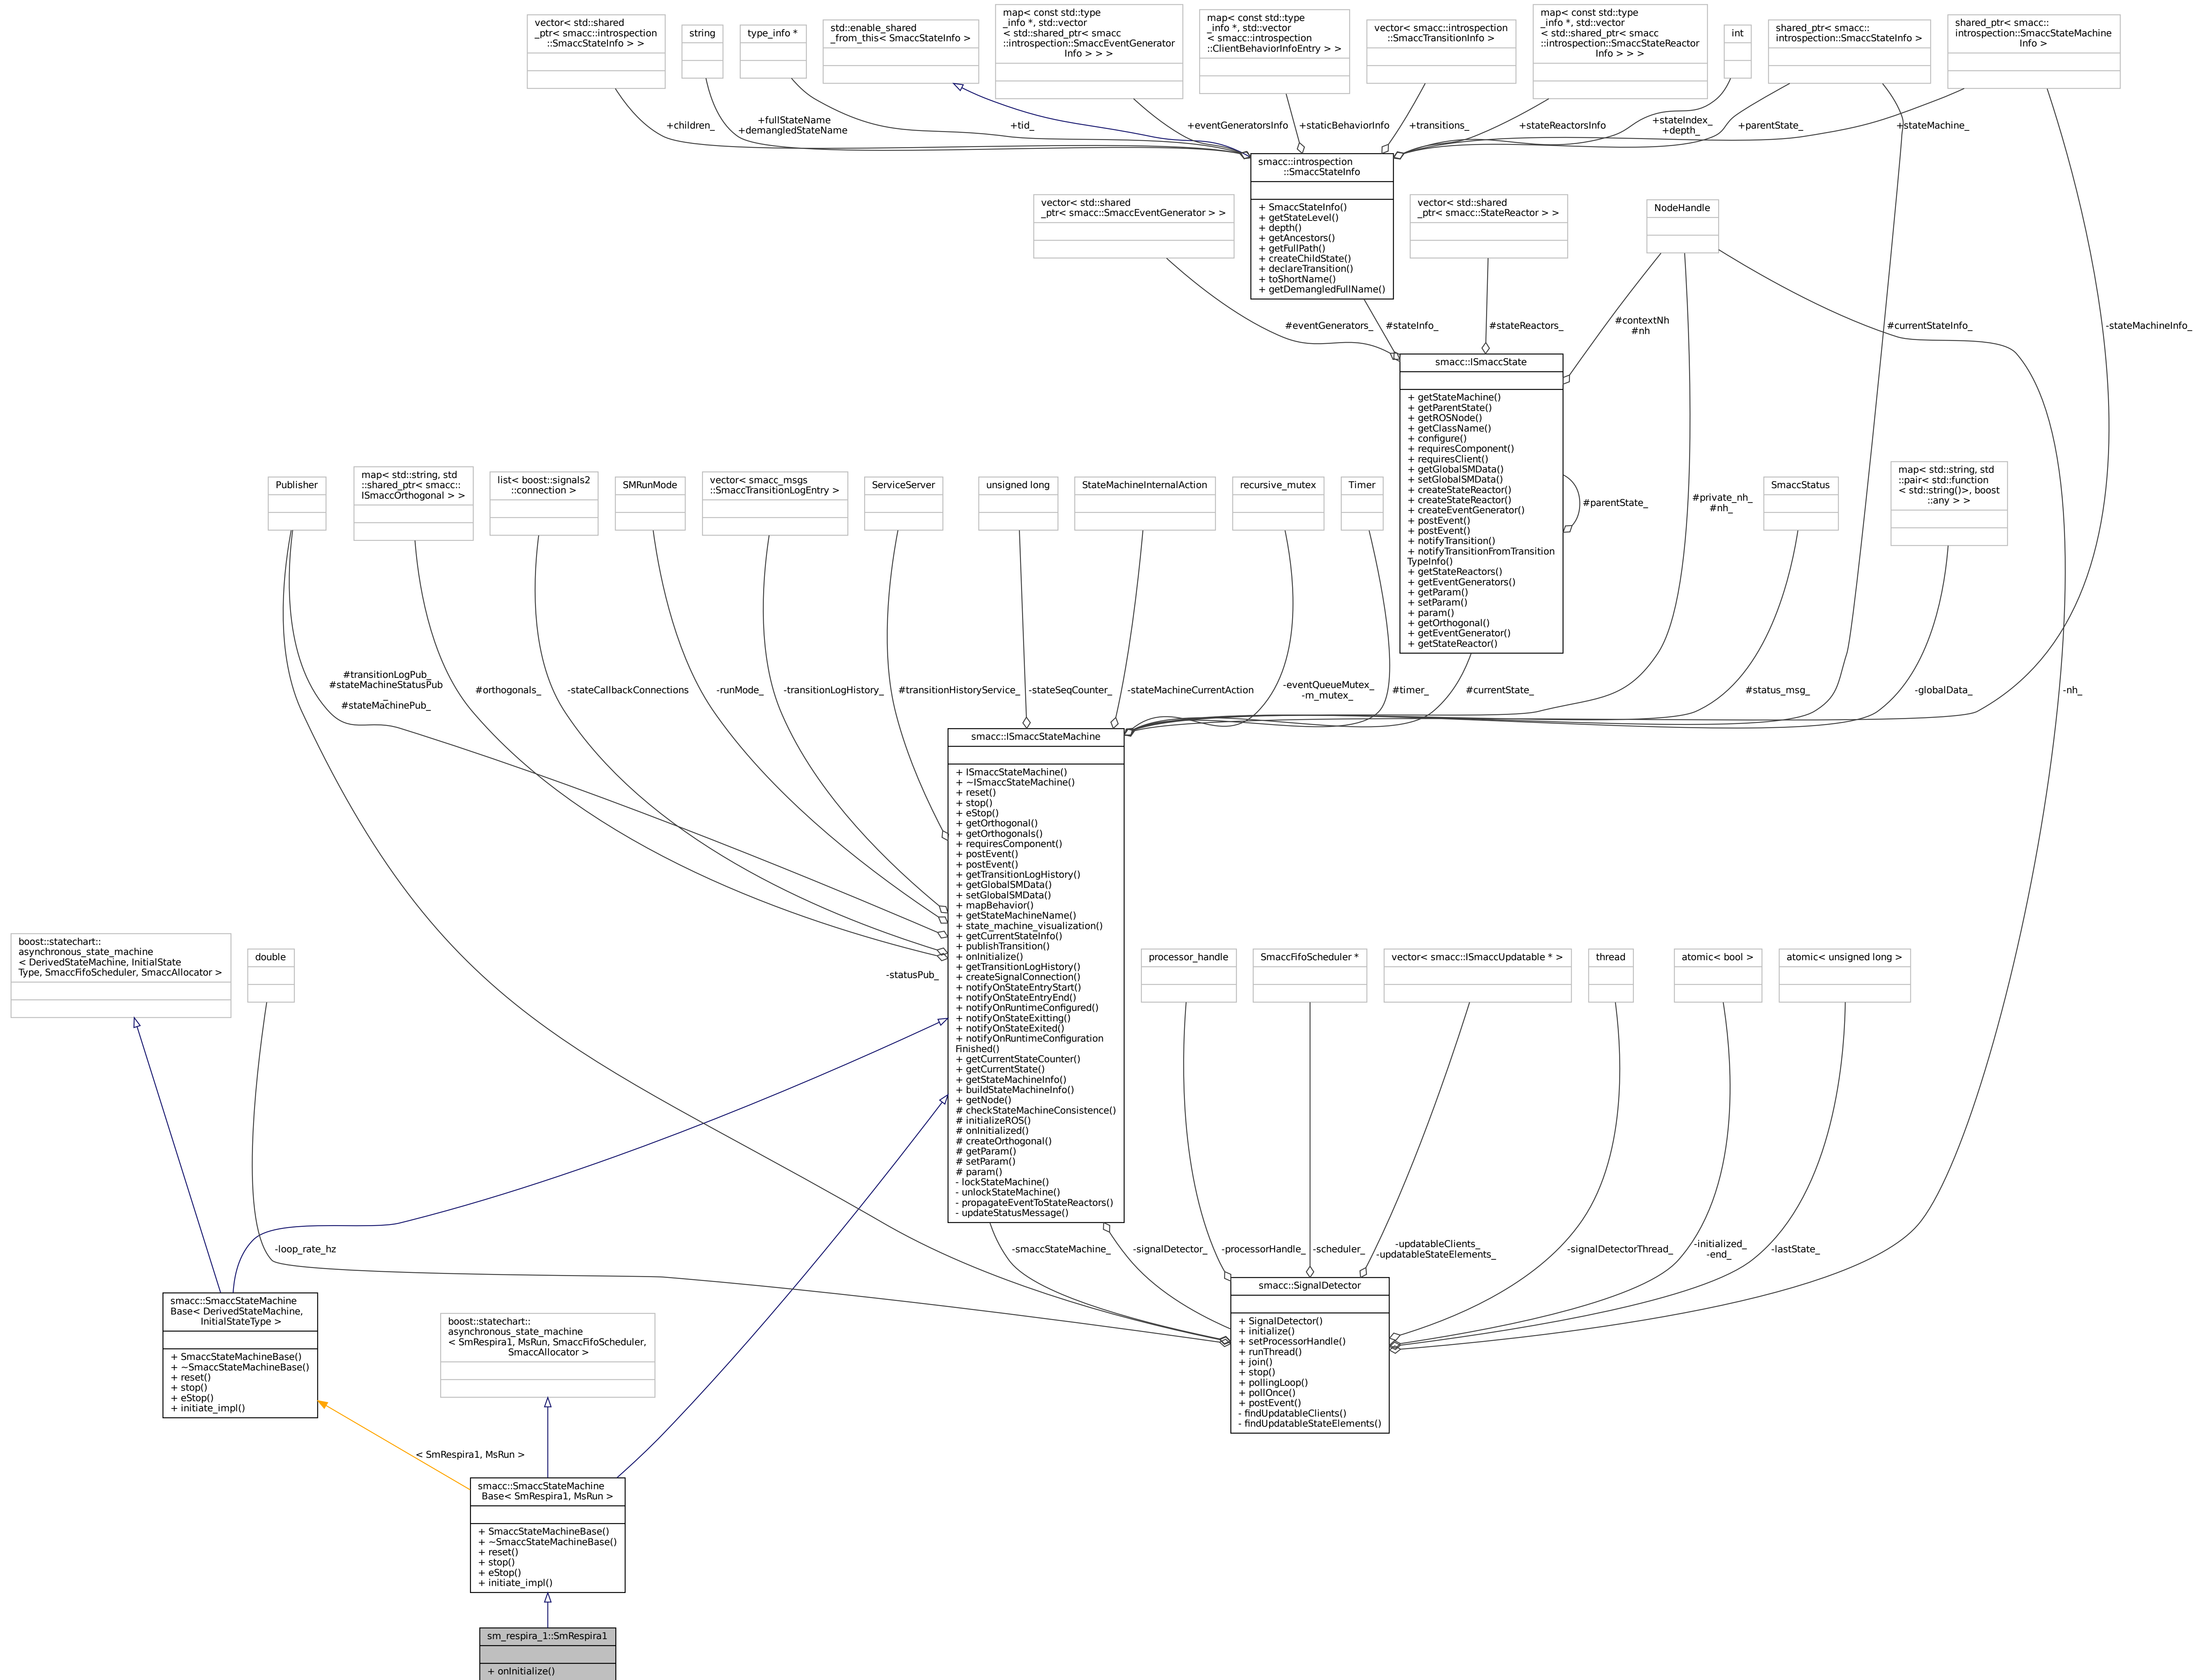 vector< std::shared
_ptr< smacc::introspection
::SmaccStateInfo > >
string
type_info *
std::enable_shared
_from_this< SmaccStateInfo >
map< const std::type
_info *, std::vector
< std::shared_ptr< smacc
::introspection::SmaccEventGenerator
Info > > >
map< const std::type
_info *, std::vector
< smacc::introspection
::ClientBehaviorInfoEntry > >
vector< smacc::introspection
::SmaccTransitionInfo >
map< const std::type
_info *, std::vector
< std::shared_ptr< smacc
::introspection::SmaccStateReactor
Info > > >
int
shared_ptr< smacc::
introspection::SmaccStateInfo >
shared_ptr< smacc::
introspection::SmaccStateMachine
Info >
+children_
+fullStateName
+demangledStateName
+tid_
+eventGeneratorsInfo
+staticBehaviorInfo
+transitions_
+stateReactorsInfo
+stateIndex_
+depth_
+parentState_
+stateMachine_
smacc::introspection
::SmaccStateInfo
+ SmaccStateInfo()
+ getStateLevel()
+ depth()
+ getAncestors()
+ getFullPath()
+ createChildState()
+ declareTransition()
+ toShortName()
+ getDemangledFullName()
vector< std::shared
_ptr< smacc::SmaccEventGenerator > >
vector< std::shared
_ptr< smacc::StateReactor > >
NodeHandle
#eventGenerators_
#stateInfo_
#stateReactors_
#contextNh
#nh
#currentStateInfo_
-stateMachineInfo_
smacc::ISmaccState
+ getStateMachine()
+ getParentState()
+ getROSNode()
+ getClassName()
+ configure()
+ requiresComponent()
+ requiresClient()
+ getGlobalSMData()
+ setGlobalSMData()
+ createStateReactor()
+ createStateReactor()
+ createEventGenerator()
+ postEvent()
+ postEvent()
+ notifyTransition()
+ notifyTransitionFromTransition
TypeInfo()
+ getStateReactors()
+ getEventGenerators()
+ getParam()
+ setParam()
+ param()
+ getOrthogonal()
+ getEventGenerator()
+ getStateReactor()
#parentState_
#private_nh_
#nh_
Publisher
map< std::string, std
::shared_ptr< smacc::
ISmaccOrthogonal > >
list< boost::signals2
::connection >
SMRunMode
vector< smacc_msgs
::SmaccTransitionLogEntry >
ServiceServer
unsigned long
StateMachineInternalAction
recursive_mutex
Timer
SmaccStatus
map< std::string, std
::pair< std::function
< std::string()>, boost
::any > >
#transitionLogPub_
#stateMachineStatusPub
_
#stateMachinePub_
#orthogonals_
-stateCallbackConnections
-runMode_
-transitionLogHistory_
#transitionHistoryService_
-stateSeqCounter_
-stateMachineCurrentAction
-eventQueueMutex_
-m_mutex_
#timer_
#currentState_
#status_msg_
-globalData_
-nh_
smacc::ISmaccStateMachine
+ ISmaccStateMachine()
+ ~ISmaccStateMachine()
+ reset()
+ stop()
+ eStop()
+ getOrthogonal()
+ getOrthogonals()
+ requiresComponent()
+ postEvent()
+ postEvent()
+ getTransitionLogHistory()
+ getGlobalSMData()
+ setGlobalSMData()
+ mapBehavior()
+ getStateMachineName()
+ state_machine_visualization()
+ getCurrentStateInfo()
+ publishTransition()
+ onInitialize()
+ getTransitionLogHistory()
+ createSignalConnection()
+ notifyOnStateEntryStart()
+ notifyOnStateEntryEnd()
+ notifyOnRuntimeConfigured()
+ notifyOnStateExitting()
+ notifyOnStateExited()
+ notifyOnRuntimeConfiguration
Finished()
+ getCurrentStateCounter()
+ getCurrentState()
+ getStateMachineInfo()
+ buildStateMachineInfo()
+ getNode()
# checkStateMachineConsistence()
# initializeROS()
# onInitialized()
# createOrthogonal()
# getParam()
# setParam()
# param()
- lockStateMachine()
- unlockStateMachine()
- propagateEventToStateReactors()
- updateStatusMessage()
-statusPub_
boost::statechart::
asynchronous_state_machine
< DerivedStateMachine, InitialState
Type, SmaccFifoScheduler, SmaccAllocator >
double
processor_handle
SmaccFifoScheduler *
vector< smacc::ISmaccUpdatable * >
thread
atomic< bool >
atomic< unsigned long >
-loop_rate_hz
-smaccStateMachine_
-signalDetector_
-processorHandle_
-scheduler_
-updatableClients_
-updatableStateElements_
-signalDetectorThread_
-initialized_
-end_
-lastState_
smacc::SmaccStateMachine
Base< DerivedStateMachine,
InitialStateType >
+ SmaccStateMachineBase()
+ ~SmaccStateMachineBase()
+ reset()
+ stop()
+ eStop()
+ initiate_impl()
boost::statechart::
asynchronous_state_machine
< SmRespira1, MsRun, SmaccFifoScheduler,
SmaccAllocator >
smacc::SignalDetector
+ SignalDetector()
+ initialize()
+ setProcessorHandle()
+ runThread()
+ join()
+ stop()
+ pollingLoop()
+ pollOnce()
+ postEvent()
- findUpdatableClients()
- findUpdatableStateElements()
< SmRespira1, MsRun >
smacc::SmaccStateMachine
Base< SmRespira1, MsRun >
+ SmaccStateMachineBase()
+ ~SmaccStateMachineBase()
+ reset()
+ stop()
+ eStop()
+ initiate_impl()
sm_respira_1::SmRespira1
+ onInitialize()